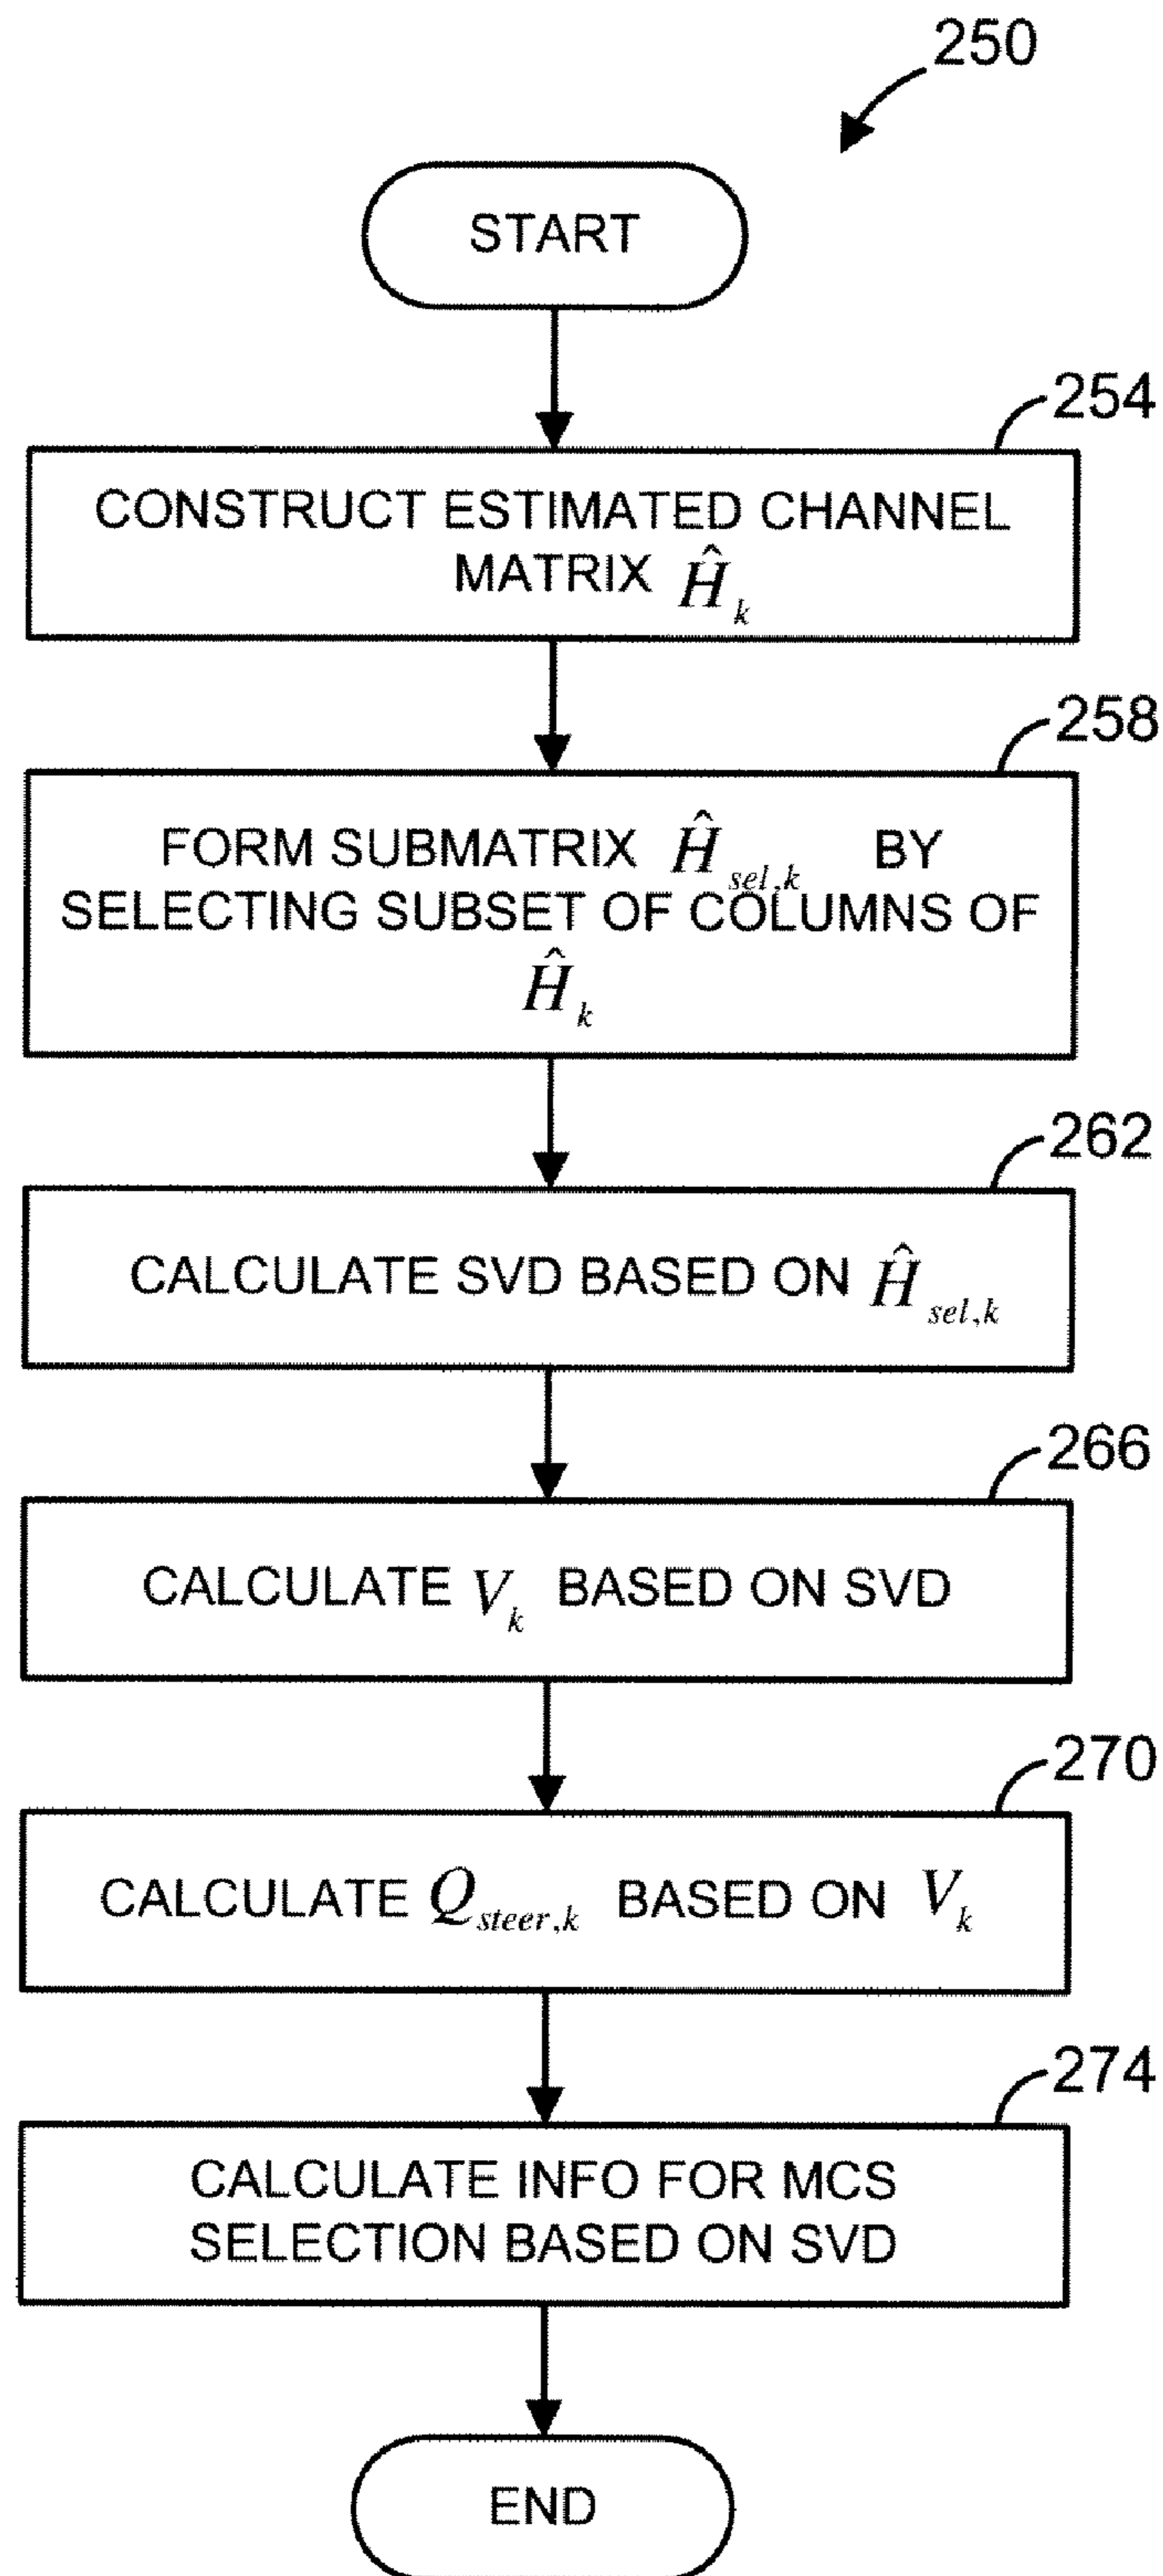 250
START
254
CONSTRUCT ESTIMATED CHANNEL
MATRIX Ĥ_k
258
FORM SUBMATRIX Ĥ_sel,k BY
SELECTING SUBSET OF COLUMNS OF
Ĥ_k
262
CALCULATE SVD BASED ON Ĥ_sel,k
266
CALCULATE V_k BASED ON SVD
270
CALCULATE Q_steer,k BASED ON V_k
274
CALCULATE INFO FOR MCS
SELECTION BASED ON SVD
END